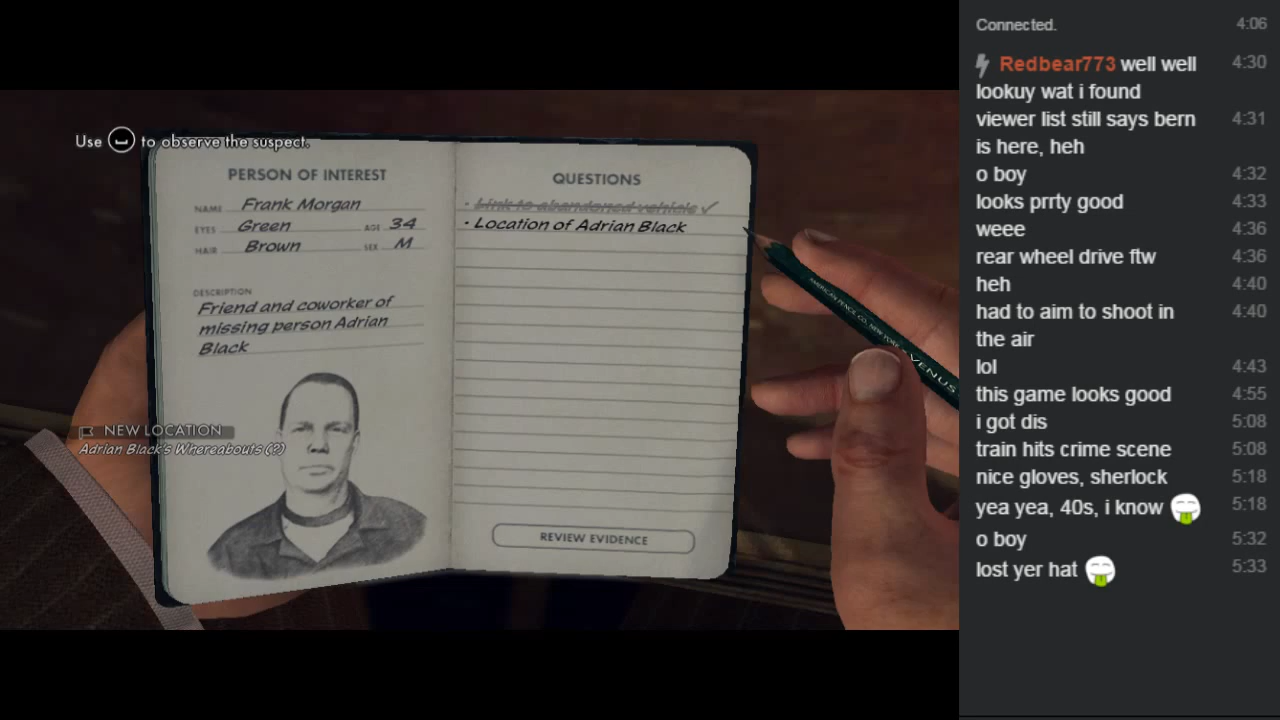 Use to observe the suspect.
PERSON OF INTEREST
NAME Frank Morgan
EYES Green AGE 34
HAIR Brown SEX M
DESCRIPTION
Friend and coworker of
missing person Adrian
Black
NEW LOCATION
Adrian Black's Whereabouts (?)
QUESTIONS
· Link to abandoned vehicle ✓
· Location of Adrian Black
REVIEW EVIDENCE
AMERICAN PENCIL CO. NEW YORK VENUS
Connected. 4:06
Redbear773 well well 4:30
lookuy wat i found
viewer list still says bern 4:31
is here, heh
o boy 4:32
looks prrty good 4:33
weee 4:36
rear wheel drive ftw 4:36
heh 4:40
had to aim to shoot in 4:40
the air
lol 4:43
this game looks good 4:55
i got dis 5:08
train hits crime scene 5:08
nice gloves, sherlock 5:18
yea yea, 40s, i know 5:18
o boy 5:32
lost yer hat 5:33